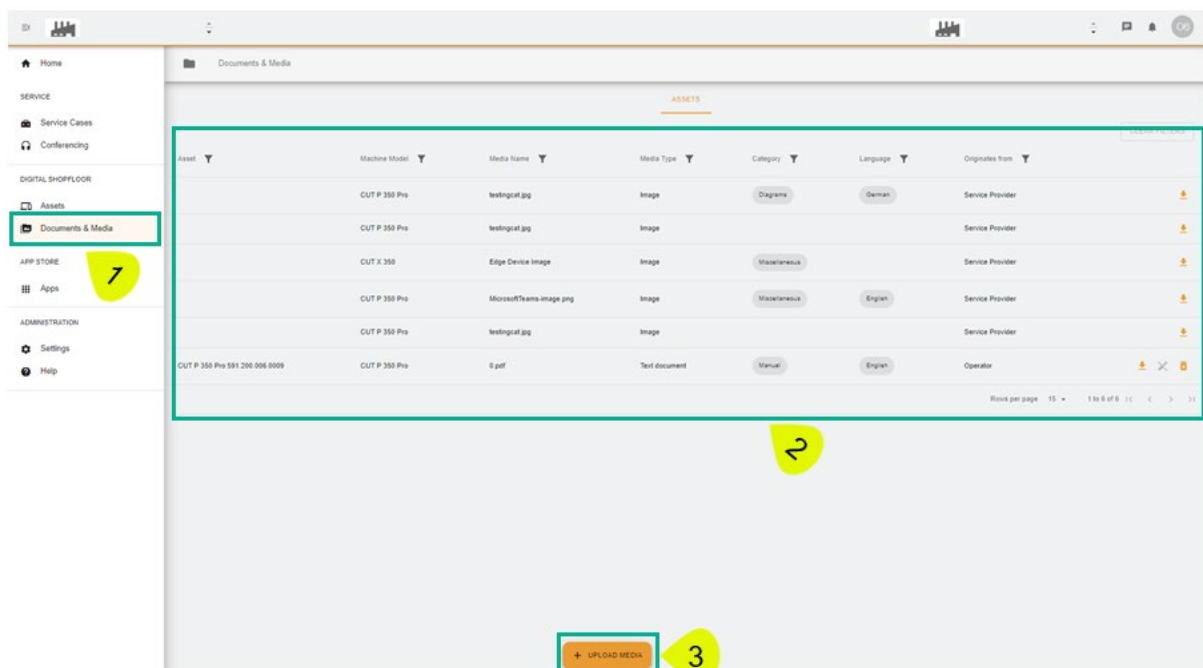 O6
Home
Documents & Media
SERVICE
ASSETS
Service Cases
CLEAR FILTERS
Conferencing
Asset Machine Model Media Name Media Type Category Language Originates from
DIGITAL SHOPFLOOR
CUT P 350 Pro testingcat.jpg Image Diagrams German Service Provider
Assets
Documents & Media
CUT P 350 Pro testingcat.jpg Image Service Provider
APP STORE
1
CUT X 350 Edge Device Image Image Miscellaneous Service Provider
Apps
CUT P 350 Pro MicrosoftTeams-image.png Image Miscellaneous English Service Provider
ADMINISTRATION
CUT P 350 Pro testingcat.jpg Image Service Provider
Settings
Help
CUT P 350 Pro 591.200.006.0009 CUT P 350 Pro 0.pdf Text document Manual English Operator
Rows per page 15 1 to 6 of 6
2
+ UPLOAD MEDIA
3